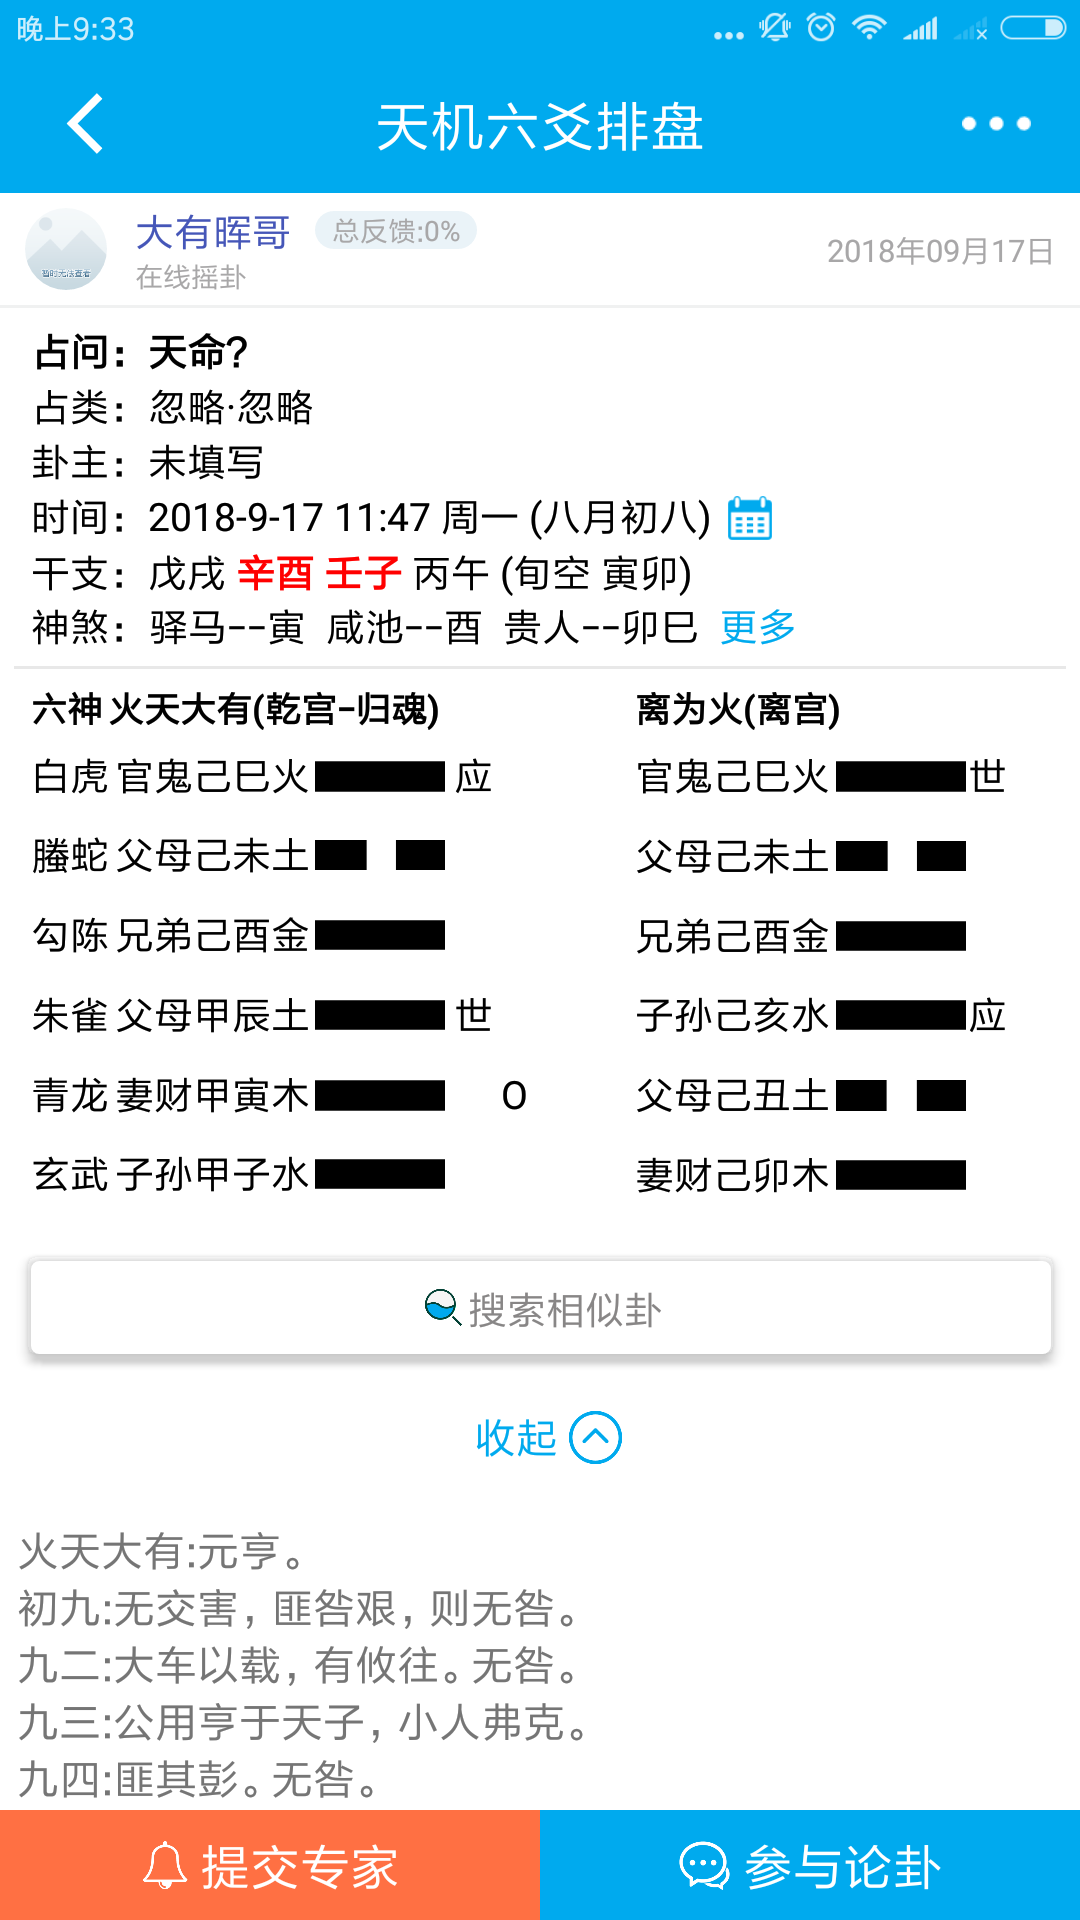 晚上9:33
天机六爻排盘
大有晖哥 总反馈:0%
在线摇卦
2018年09月17日
暂时无法查看
占问：天命?
占类：忽略·忽略
卦主：未填写
时间：2018-9-17 11:47 周一 (八月初八)
干支：戊戌 辛酉 壬子 丙午 (旬空 寅卯)
神煞：驿马--寅 咸池--酉 贵人--卯巳 更多
六神 火天大有(乾宫-归魂) 离为火(离宫)
白虎 官鬼己巳火 应 官鬼己巳火 世
螣蛇 父母己未土 父母己未土
勾陈 兄弟己酉金 兄弟己酉金
朱雀 父母甲辰土 世 子孙己亥水 应
青龙 妻财甲寅木 O 父母己丑土
玄武 子孙甲子水 妻财己卯木
搜索相似卦
收起
火天大有:元亨。
初九:无交害，匪咎艰，则无咎。
九二:大车以载，有攸往。无咎。
九三:公用亨于天子，小人弗克。
九四:匪其彭。无咎。
提交专家
参与论卦